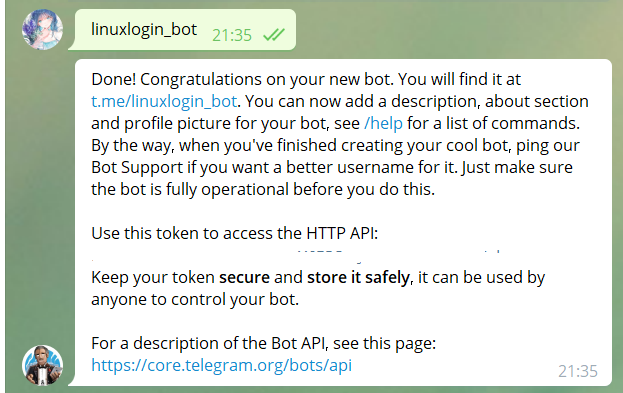 linuxlogin_bot 21:35
Done! Congratulations on your new bot. You will find it at
t.me/linuxlogin_bot. You can now add a description, about section
and profile picture for your bot, see /help for a list of commands.
By the way, when you've finished creating your cool bot, ping our
Bot Support if you want a better username for it. Just make sure
the bot is fully operational before you do this.
Use this token to access the HTTP API:
Keep your token secure and store it safely, it can be used by
anyone to control your bot.
For a description of the Bot API, see this page:
https://core.telegram.org/bots/api
21:35